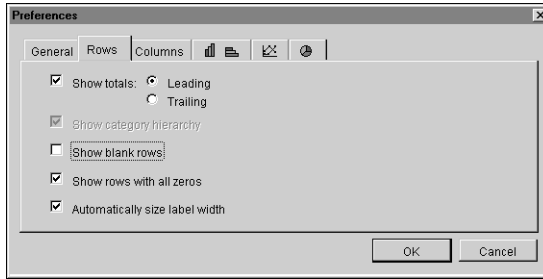 Preferences
General Rows Columns
Show totals: Leading
Trailing
Show category hierarchy
Show blank rows
Show rows with all zeros
Automatically size label width
OK Cancel